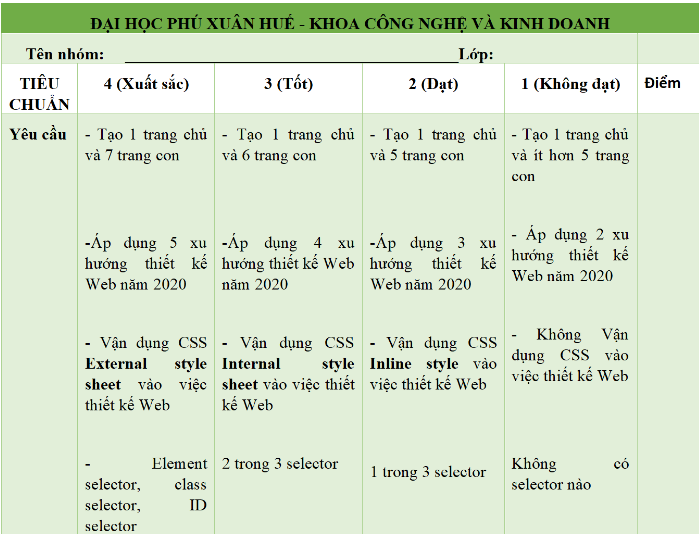 ĐẠI HỌC PHÚ XUÂN HUẾ - KHOA CÔNG NGHỆ VÀ KINH DOANH
Tên nhóm: Lớp:
TIÊU CHUẨN
4 (Xuất sắc)
3 (Tốt)
2 (Dạt)
1 (Không dạt)
Điểm
Yêu cầu
- Tạo 1 trang chủ
và 7 trang con
- Tạo 1 trang chủ
và 6 trang con
- Tạo 1 trang chủ
và 5 trang con
- Tạo 1 trang chủ
và ít hơn 5 trang
con
-Áp dụng 5 xu
hướng thiết kế
Web năm 2020
-Áp dụng 4 xu
hướng thiết kế Web
năm 2020
-Áp dụng 3 xu
hướng thiết kế
Web năm 2020
- Áp dụng 2 xu
hướng thiết kế
Web năm 2020
- Vận dụng CSS
External style
sheet vào việc
thiết kế Web
- Vận dụng CSS
Internal style
sheet vào việc thiết
kế Web
- Vận dụng CSS
Inline style vào
việc thiết kế Web
- Không Vận
dụng CSS vào
việc thiết kế Web
- Element
selector, class
selector, ID
selector
2 trong 3 selector
1 trong 3 selector
Không có
selector nào